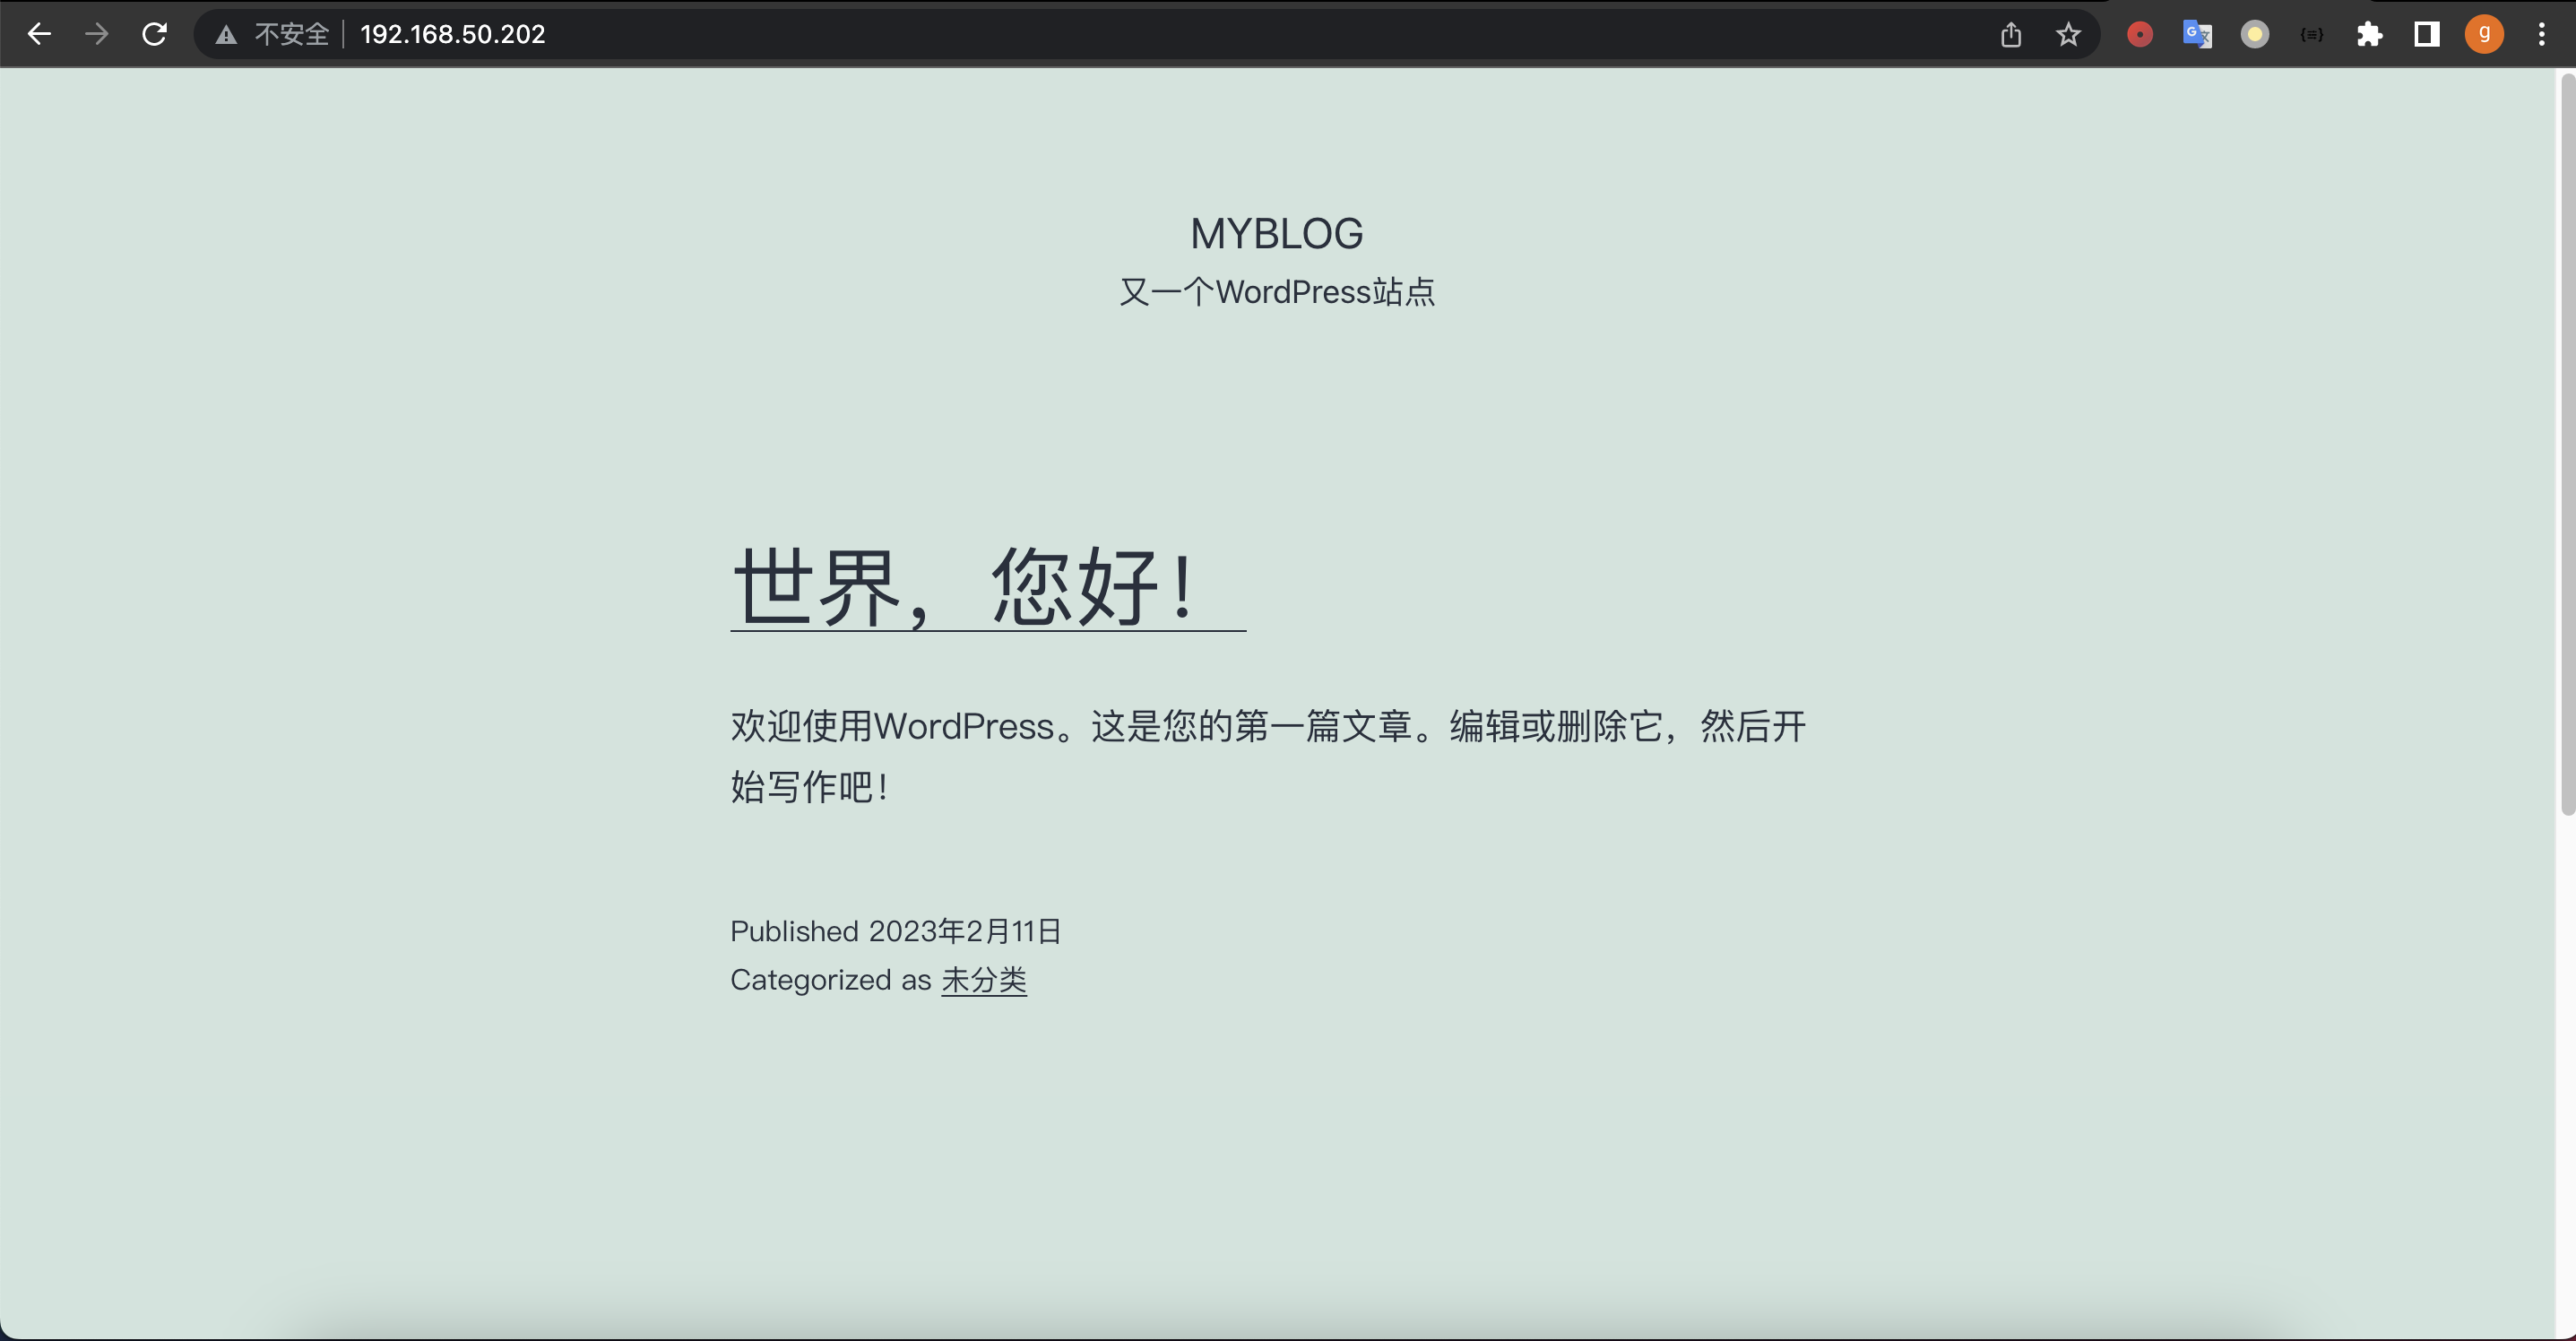 不安全 192.168.50.202
g
MYBLOG
又一个WordPress站点
世界，您好！
欢迎使用WordPress。这是您的第一篇文章。编辑或删除它，然后开
始写作吧！
Published 2023年2月11日
Categorized as 未分类